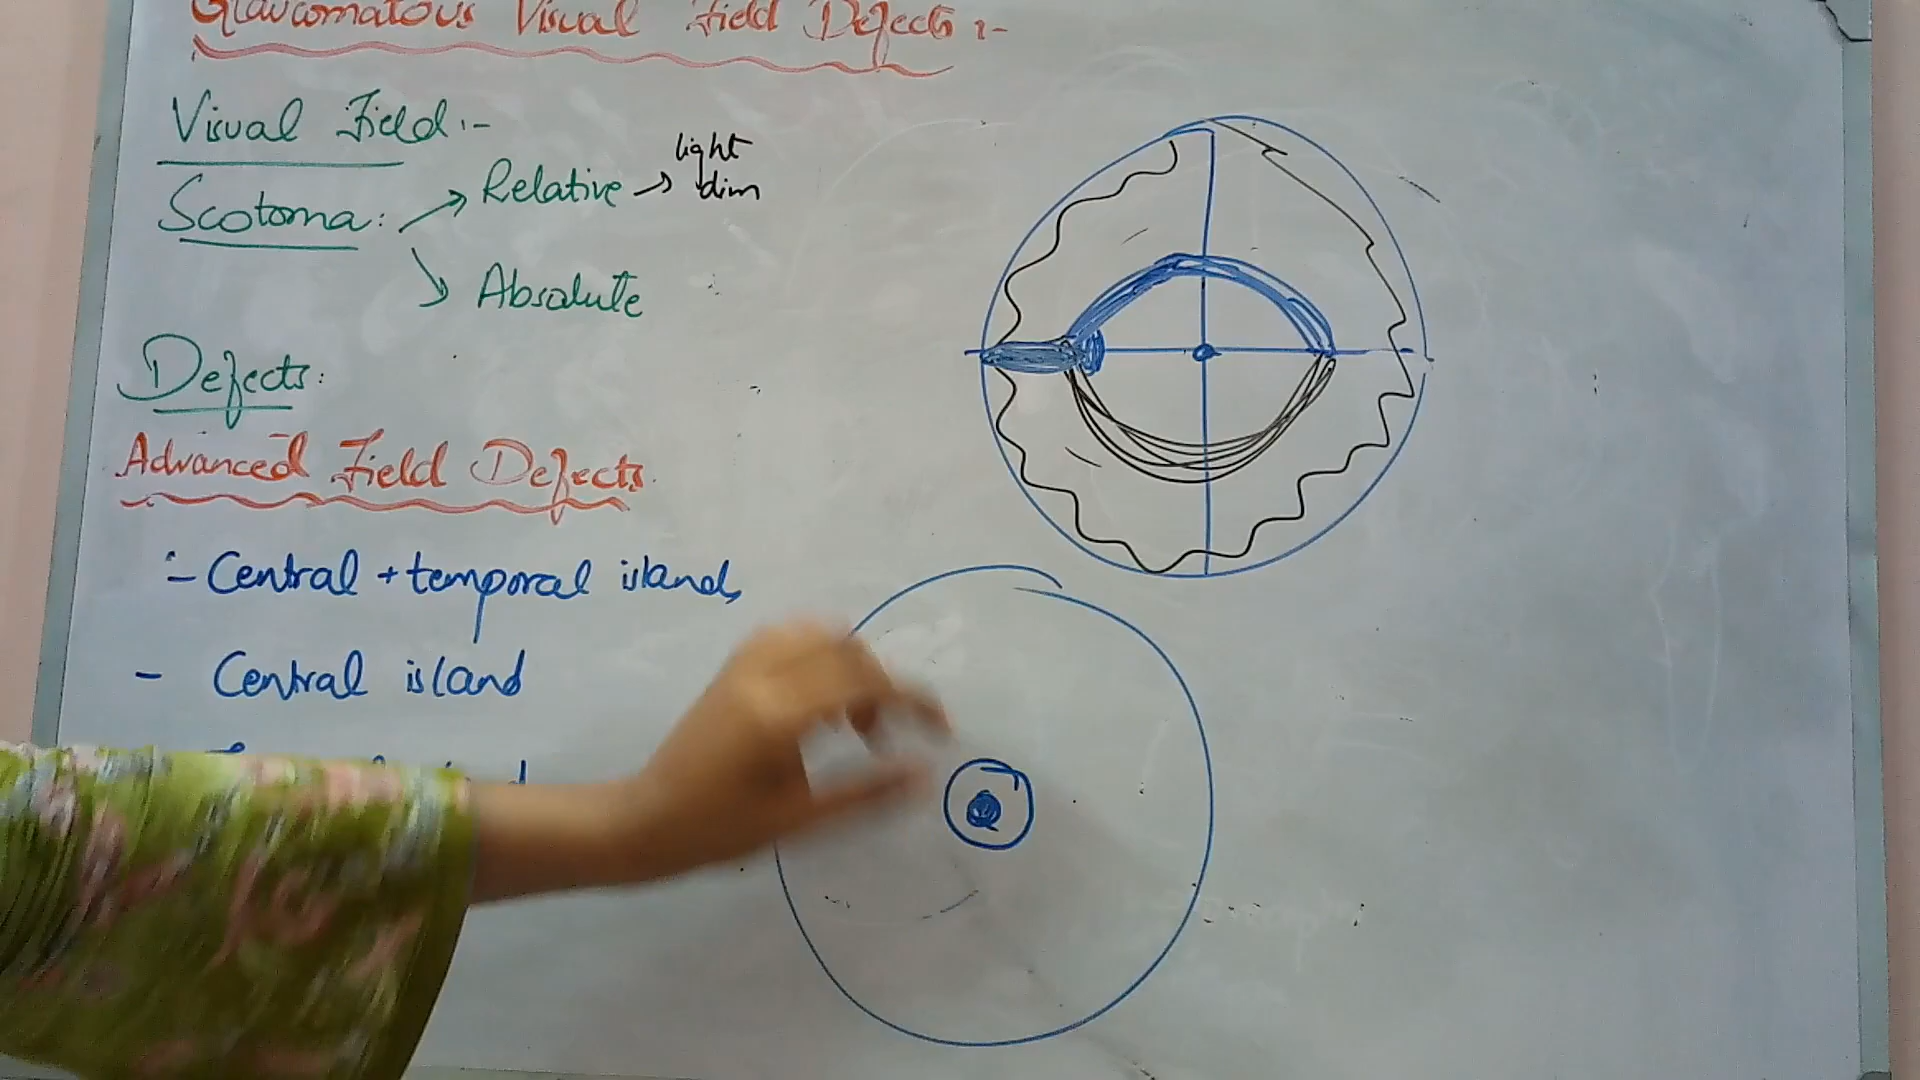 Glaucomatous Visual Field Defects :-
Visual Field :-
Scotoma : → Relative → light dim
→ Absolute
Defects :
Advanced Field Defects.
:- Central + temporal islands
- Central island